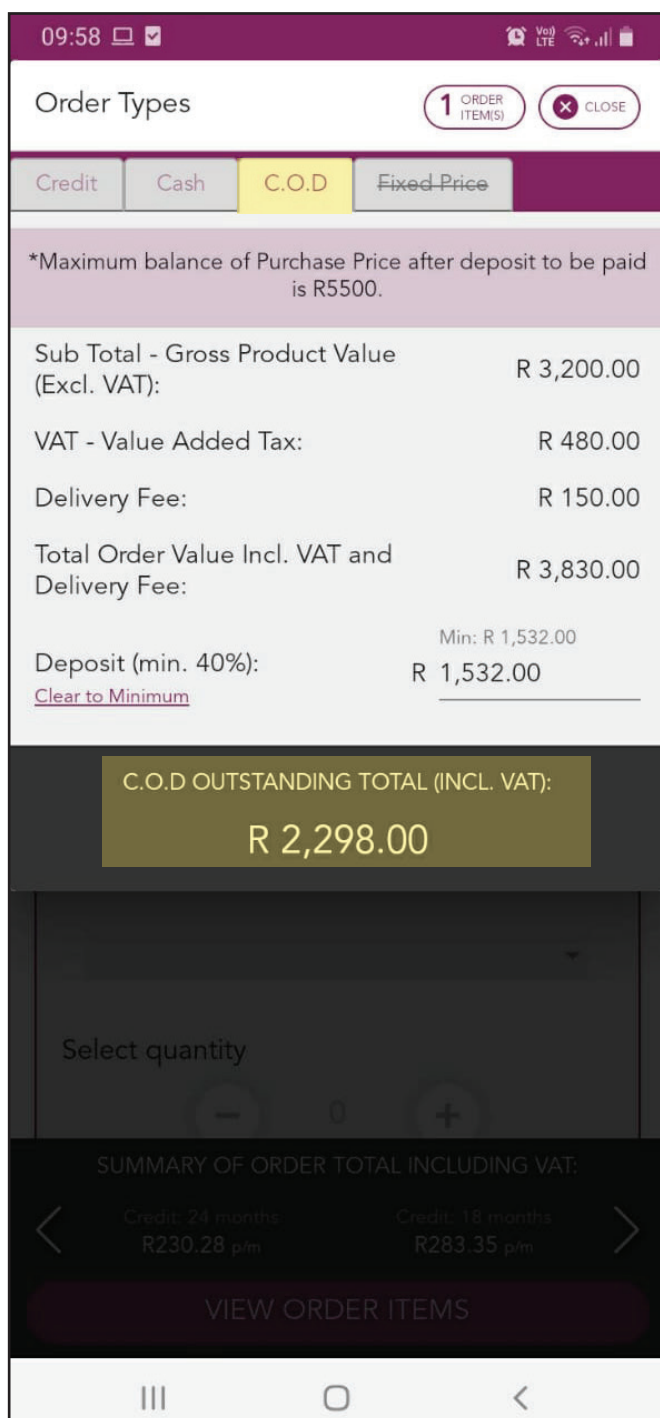 09:58
Vo)) LTE
Order Types
1 ORDER ITEM(S)
CLOSE
Credit
Cash
C.O.D
Fixed Price
*Maximum balance of Purchase Price after deposit to be paid
is R5500.
Sub Total - Gross Product Value
(Excl. VAT):
R 3,200.00
VAT - Value Added Tax:
R 480.00
Delivery Fee:
R 150.00
Total Order Value Incl. VAT and
Delivery Fee:
R 3,830.00
Min: R 1,532.00
Deposit (min. 40%):
R 1,532.00
Clear to Minimum
C.O.D OUTSTANDING TOTAL (INCL. VAT):
R 2,298.00
Select quantity
0
SUMMARY OF ORDER TOTAL INCLUDING VAT:
Credit: 24 months
R230.28 p/m
Credit: 18 months
R283.35 p/m
VIEW ORDER ITEMS